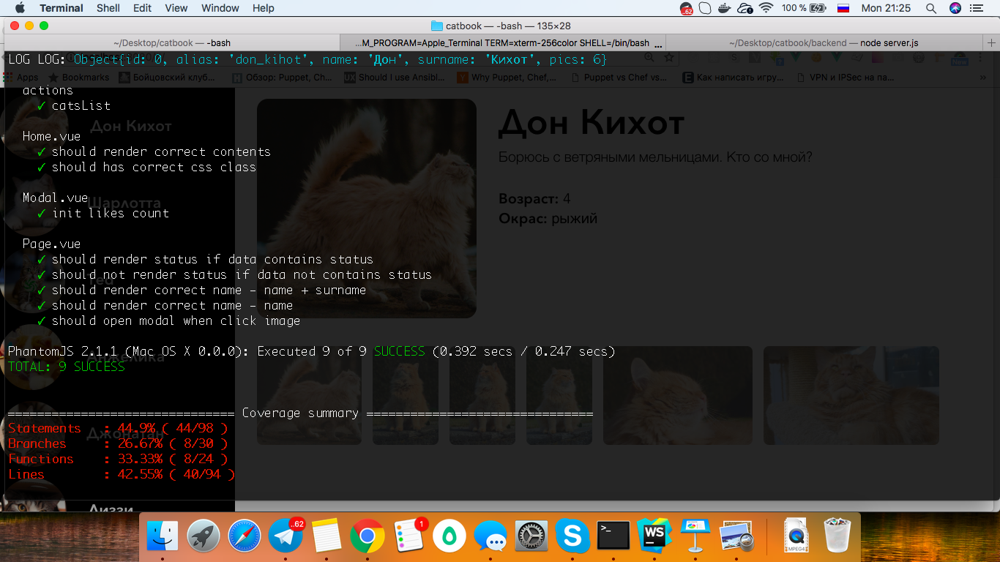 Terminal Shell Edit View Window Help ..62 100 % Mon 21:25
catbook — -bash — 135×28
~/Desktop/catbook — -bash ...M_PROGRAM=Apple_Terminal TERM=xterm-256color SHELL=/bin/bash ... ~/Desktop/catbook/backend — node server.js
LOG LOG: Object{id: 0, alias: 'don_kihot', name: 'Дон', surname: 'Кихот', pics: 6}
Apps Bookmarks Бойцовский клуб... Обзор: Puppet, Ch... Should I use Ansibl... Why Puppet, Chef,... Puppet vs Chef vs... Как написать игру... VPN и IPSec на па... »
actions
✓ catsList
Home.vue
✓ should render correct contents
✓ should has correct css class
Modal.vue
✓ init likes count
Page.vue
✓ should render status if data contains status
✓ should not render status if data not contains status
✓ should render correct name - name + surname
✓ should render correct name - name
✓ should open modal when click image
PhantomJS 2.1.1 (Mac OS X 0.0.0): Executed 9 of 9 SUCCESS (0.392 secs / 0.247 secs)
TOTAL: 9 SUCCESS
=============================== Coverage summary ===============================
Statements : 44.9% ( 44/98 )
Branches : 26.67% ( 8/30 )
Functions : 33.33% ( 8/24 )
Lines : 42.55% ( 40/94 )
Дон Кихот
Шарлотта
Ted
Анжелика
Джонатан
Лиззи
Дон Кихот
Борюсь с ветряными мельницами. Кто со мной?
Возраст: 4
Окрас: рыжий
..62
1
S
>_
WS
MPEG4